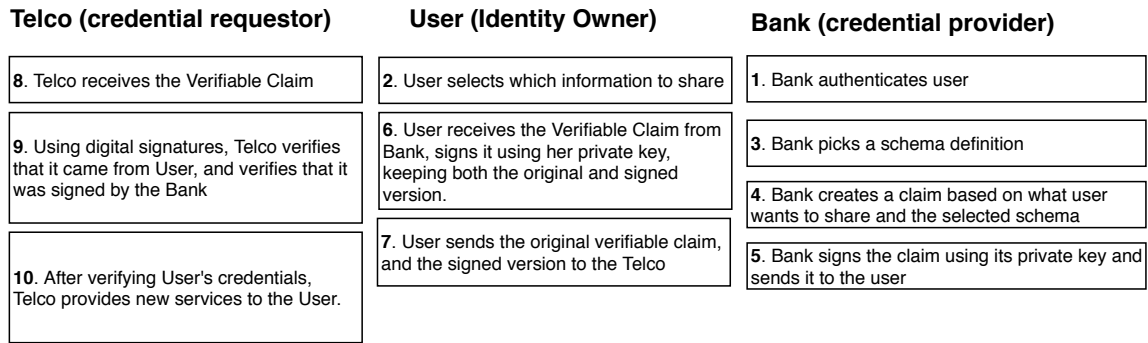 Telco (credential requestor)
8. Telco receives the Verifiable Claim
9. Using digital signatures, Telco verifies
that it came from User, and verifies that it
was signed by the Bank
10. After verifying User's credentials,
Telco provides new services to the User.
User (Identity Owner)
2. User selects which information to share
6. User receives the Verifiable Claim from
Bank, signs it using her private key,
keeping both the original and signed
version.
7. User sends the original verifiable claim,
and the signed version to the Telco
Bank (credential provider)
1. Bank authenticates user
3. Bank picks a schema definition
4. Bank creates a claim based on what user
wants to share and the selected schema
5. Bank signs the claim using its private key and
sends it to the user